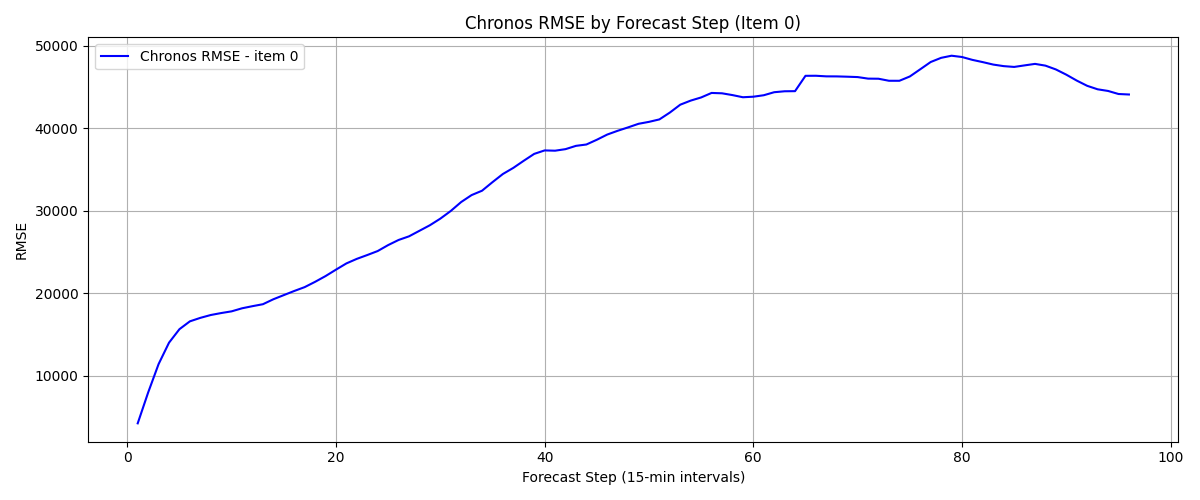 Chronos RMSE by Forecast Step (Item 0)
Chronos RMSE - item 0
50000
40000
30000
20000
10000
RMSE
0 20 40 60 80 100
Forecast Step (15-min intervals)